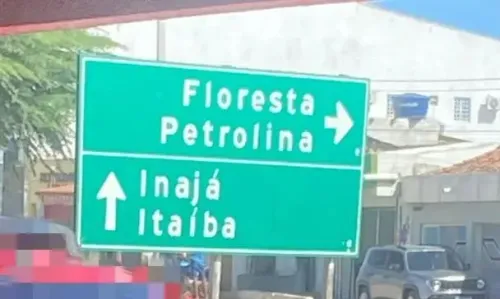 Floresta
Petrolina
Inajá
Itaíba